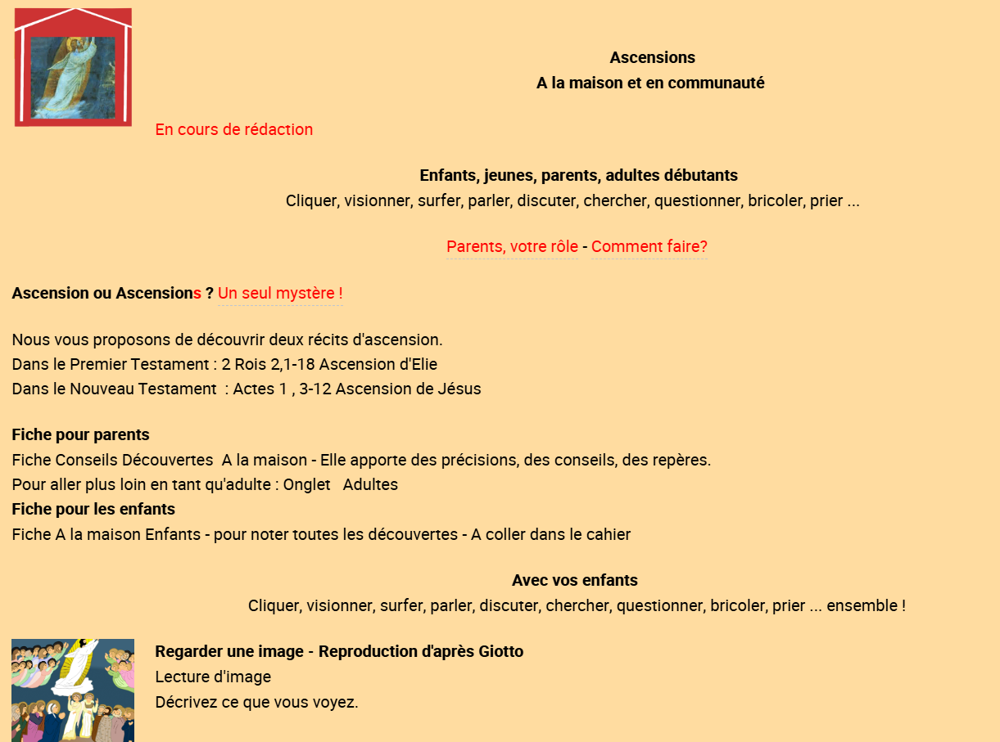 Ascensions
A la maison et en communauté
En cours de rédaction
Enfants, jeunes, parents, adultes débutants
Cliquer, visionner, surfer, parler, discuter, chercher, questionner, bricoler, prier ...
Parents, votre rôle - Comment faire?
Ascension ou Ascensions ? Un seul mystère !
Nous vous proposons de découvrir deux récits d'ascension.
Dans le Premier Testament : 2 Rois 2,1-18 Ascension d'Elie
Dans le Nouveau Testament  : Actes 1 , 3-12 Ascension de Jésus
Fiche pour parents
Fiche Conseils Découvertes  A la maison - Elle apporte des précisions, des conseils, des repères.
Pour aller plus loin en tant qu'adulte : Onglet   Adultes
Fiche pour les enfants
Fiche A la maison Enfants - pour noter toutes les découvertes - A coller dans le cahier
Avec vos enfants
Cliquer, visionner, surfer, parler, discuter, chercher, questionner, bricoler, prier ... ensemble !
Regarder une image - Reproduction d'après Giotto
Lecture d'image
Décrivez ce que vous voyez.